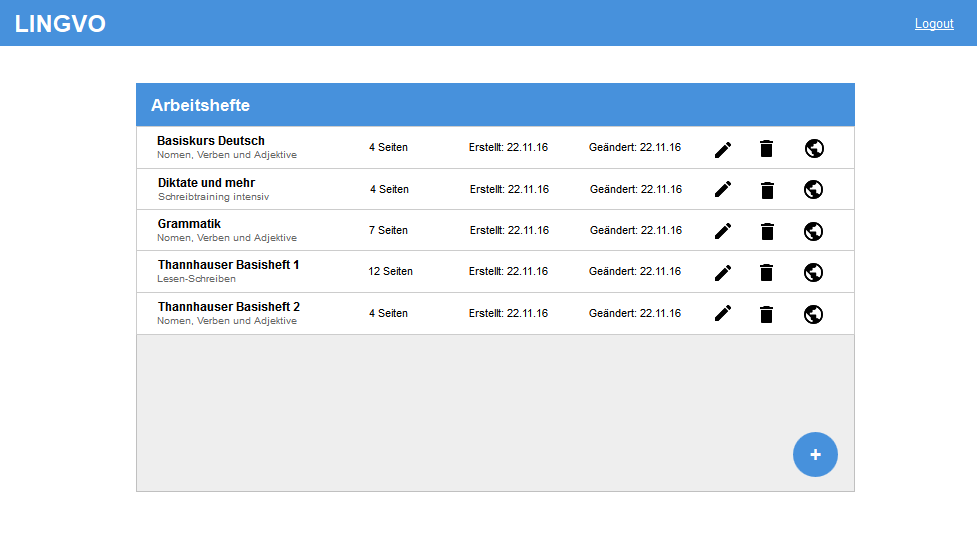 LINGVO
Logout
Arbeitshefte
Basiskurs Deutsch
Nomen, Verben und Adjektive
4 Seiten
Erstellt: 22.11.16
Geändert: 22.11.16
Diktate und mehr
Schreibtraining intensiv
4 Seiten
Erstellt: 22.11.16
Geändert: 22.11.16
Grammatik
Nomen, Verben und Adjektive
7 Seiten
Erstellt: 22.11.16
Geändert: 22.11.16
Thannhauser Basisheft 1
Lesen-Schreiben
12 Seiten
Erstellt: 22.11.16
Geändert: 22.11.16
Thannhauser Basisheft 2
Nomen, Verben und Adjektive
4 Seiten
Erstellt: 22.11.16
Geändert: 22.11.16
+